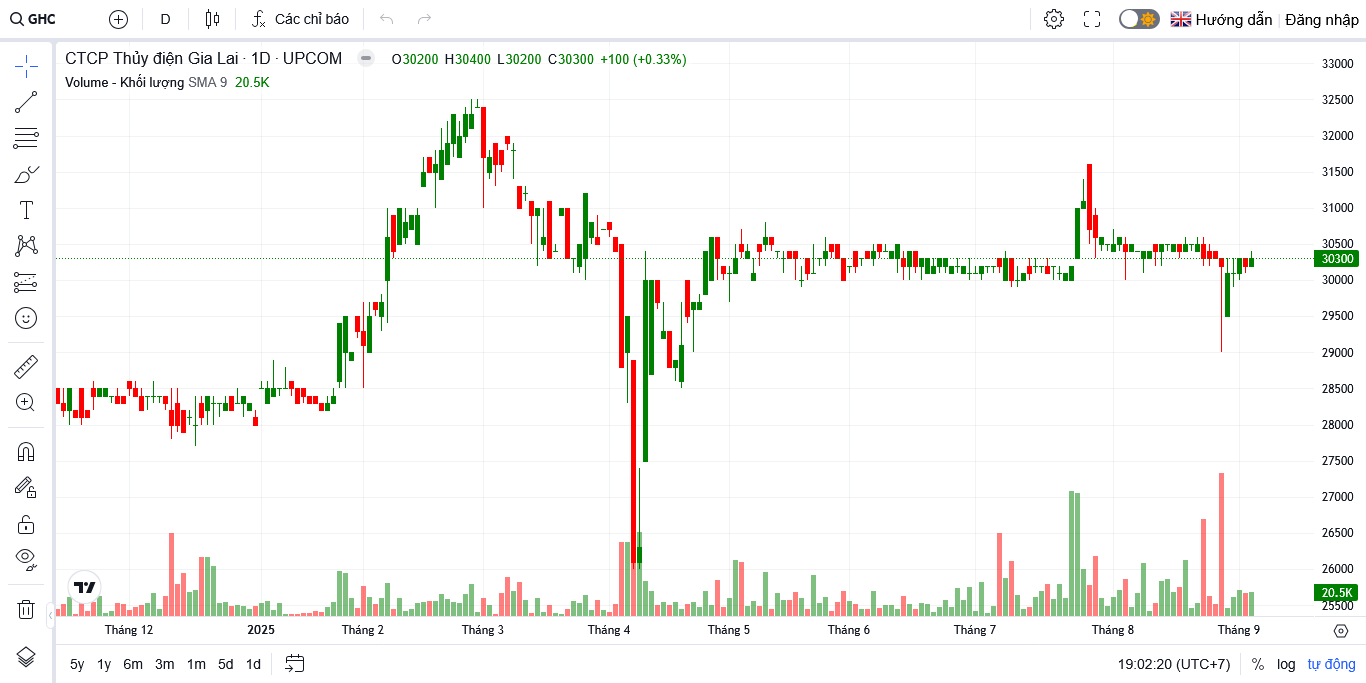 GHC D Các chỉ báo Hướng dẫn Đăng nhập
CTCP Thủy điện Gia Lai · 1D · UPCOM O30200 H30400 L30200 C30300 +100 (+0.33%)
Volume - Khối lượng SMA 9 20.5K
33000
32500
32000
31500
31000
30500
30300
30000
29500
29000
28500
28000
27500
27000
26500
26000
20.5K
25500
Tháng 12 2025 Tháng 2 Tháng 3 Tháng 4 Tháng 5 Tháng 6 Tháng 7 Tháng 8 Tháng 9
5y 1y 6m 3m 1m 5d 1d 19:02:20 (UTC+7) % log tự động